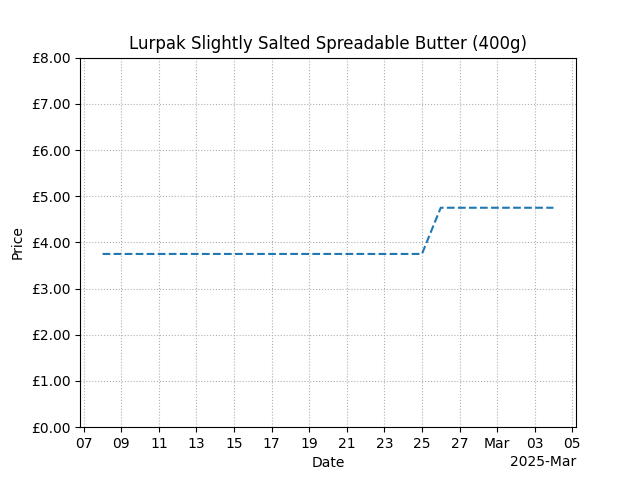 Lurpak Slightly Salted Spreadable Butter (400g)
£8.00
£7.00
£6.00
£5.00
£4.00
£3.00
£2.00
£1.00
£0.00
Price
07 09 11 13 15 17 19 21 23 25 27 Mar 03 05
Date
2025-Mar